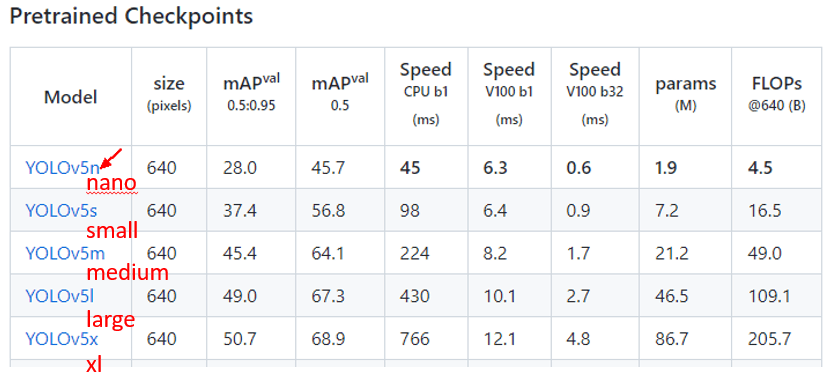 Pretrained Checkpoints
Model size (pixels) mAPval 0.5:0.95 mAPval 0.5 Speed CPU b1 (ms) Speed V100 b1 (ms) Speed V100 b32 (ms) params (M) FLOPs @640 (B)
YOLOv5n 640 28.0 45.7 45 6.3 0.6 1.9 4.5
nano
YOLOv5s 640 37.4 56.8 98 6.4 0.9 7.2 16.5
small
YOLOv5m 640 45.4 64.1 224 8.2 1.7 21.2 49.0
medium
YOLOv5l 640 49.0 67.3 430 10.1 2.7 46.5 109.1
large
YOLOv5x 640 50.7 68.9 766 12.1 4.8 86.7 205.7
xl